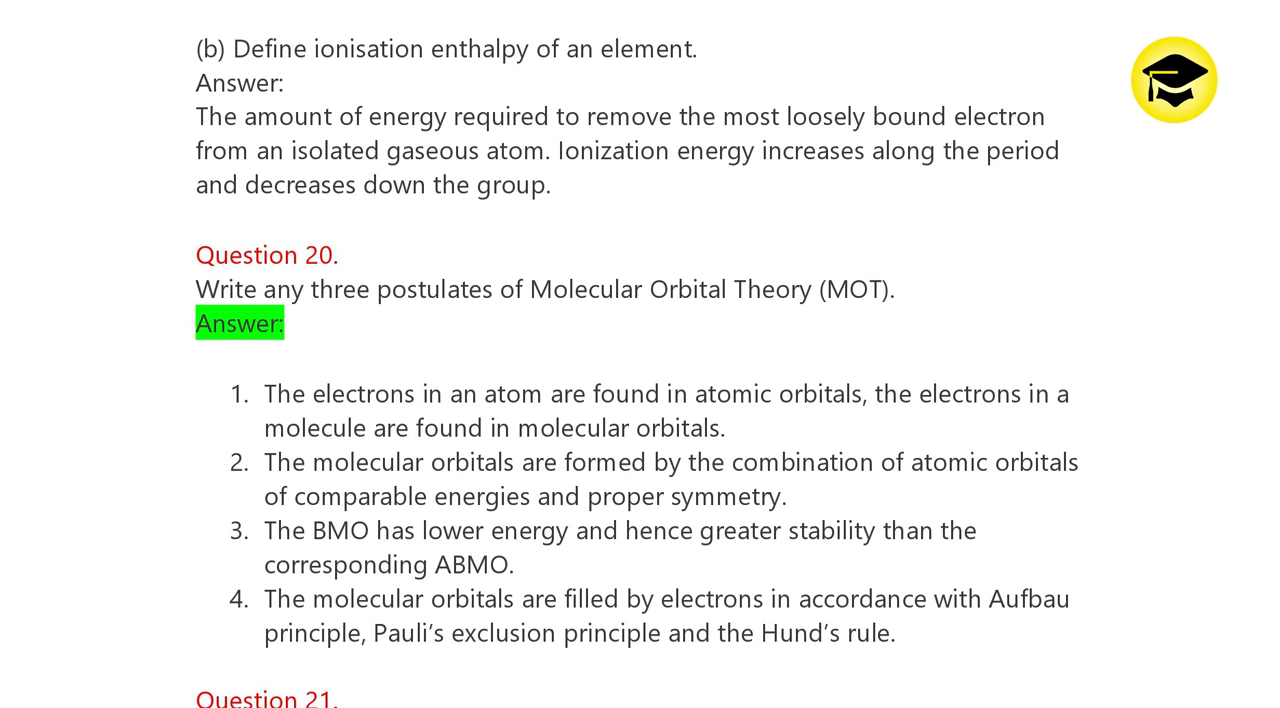 (b) Define ionisation enthalpy of an element.
Answer:
The amount of energy required to remove the most loosely bound electron
from an isolated gaseous atom. Ionization energy increases along the period
and decreases down the group.
Question 20.
Write any three postulates of Molecular Orbital Theory (MOT).
Answer:
1. The electrons in an atom are found in atomic orbitals, the electrons in a
molecule are found in molecular orbitals.
2. The molecular orbitals are formed by the combination of atomic orbitals
of comparable energies and proper symmetry.
3. The BMO has lower energy and hence greater stability than the
corresponding ABMO.
4. The molecular orbitals are filled by electrons in accordance with Aufbau
principle, Pauli’s exclusion principle and the Hund’s rule.
Question 21.